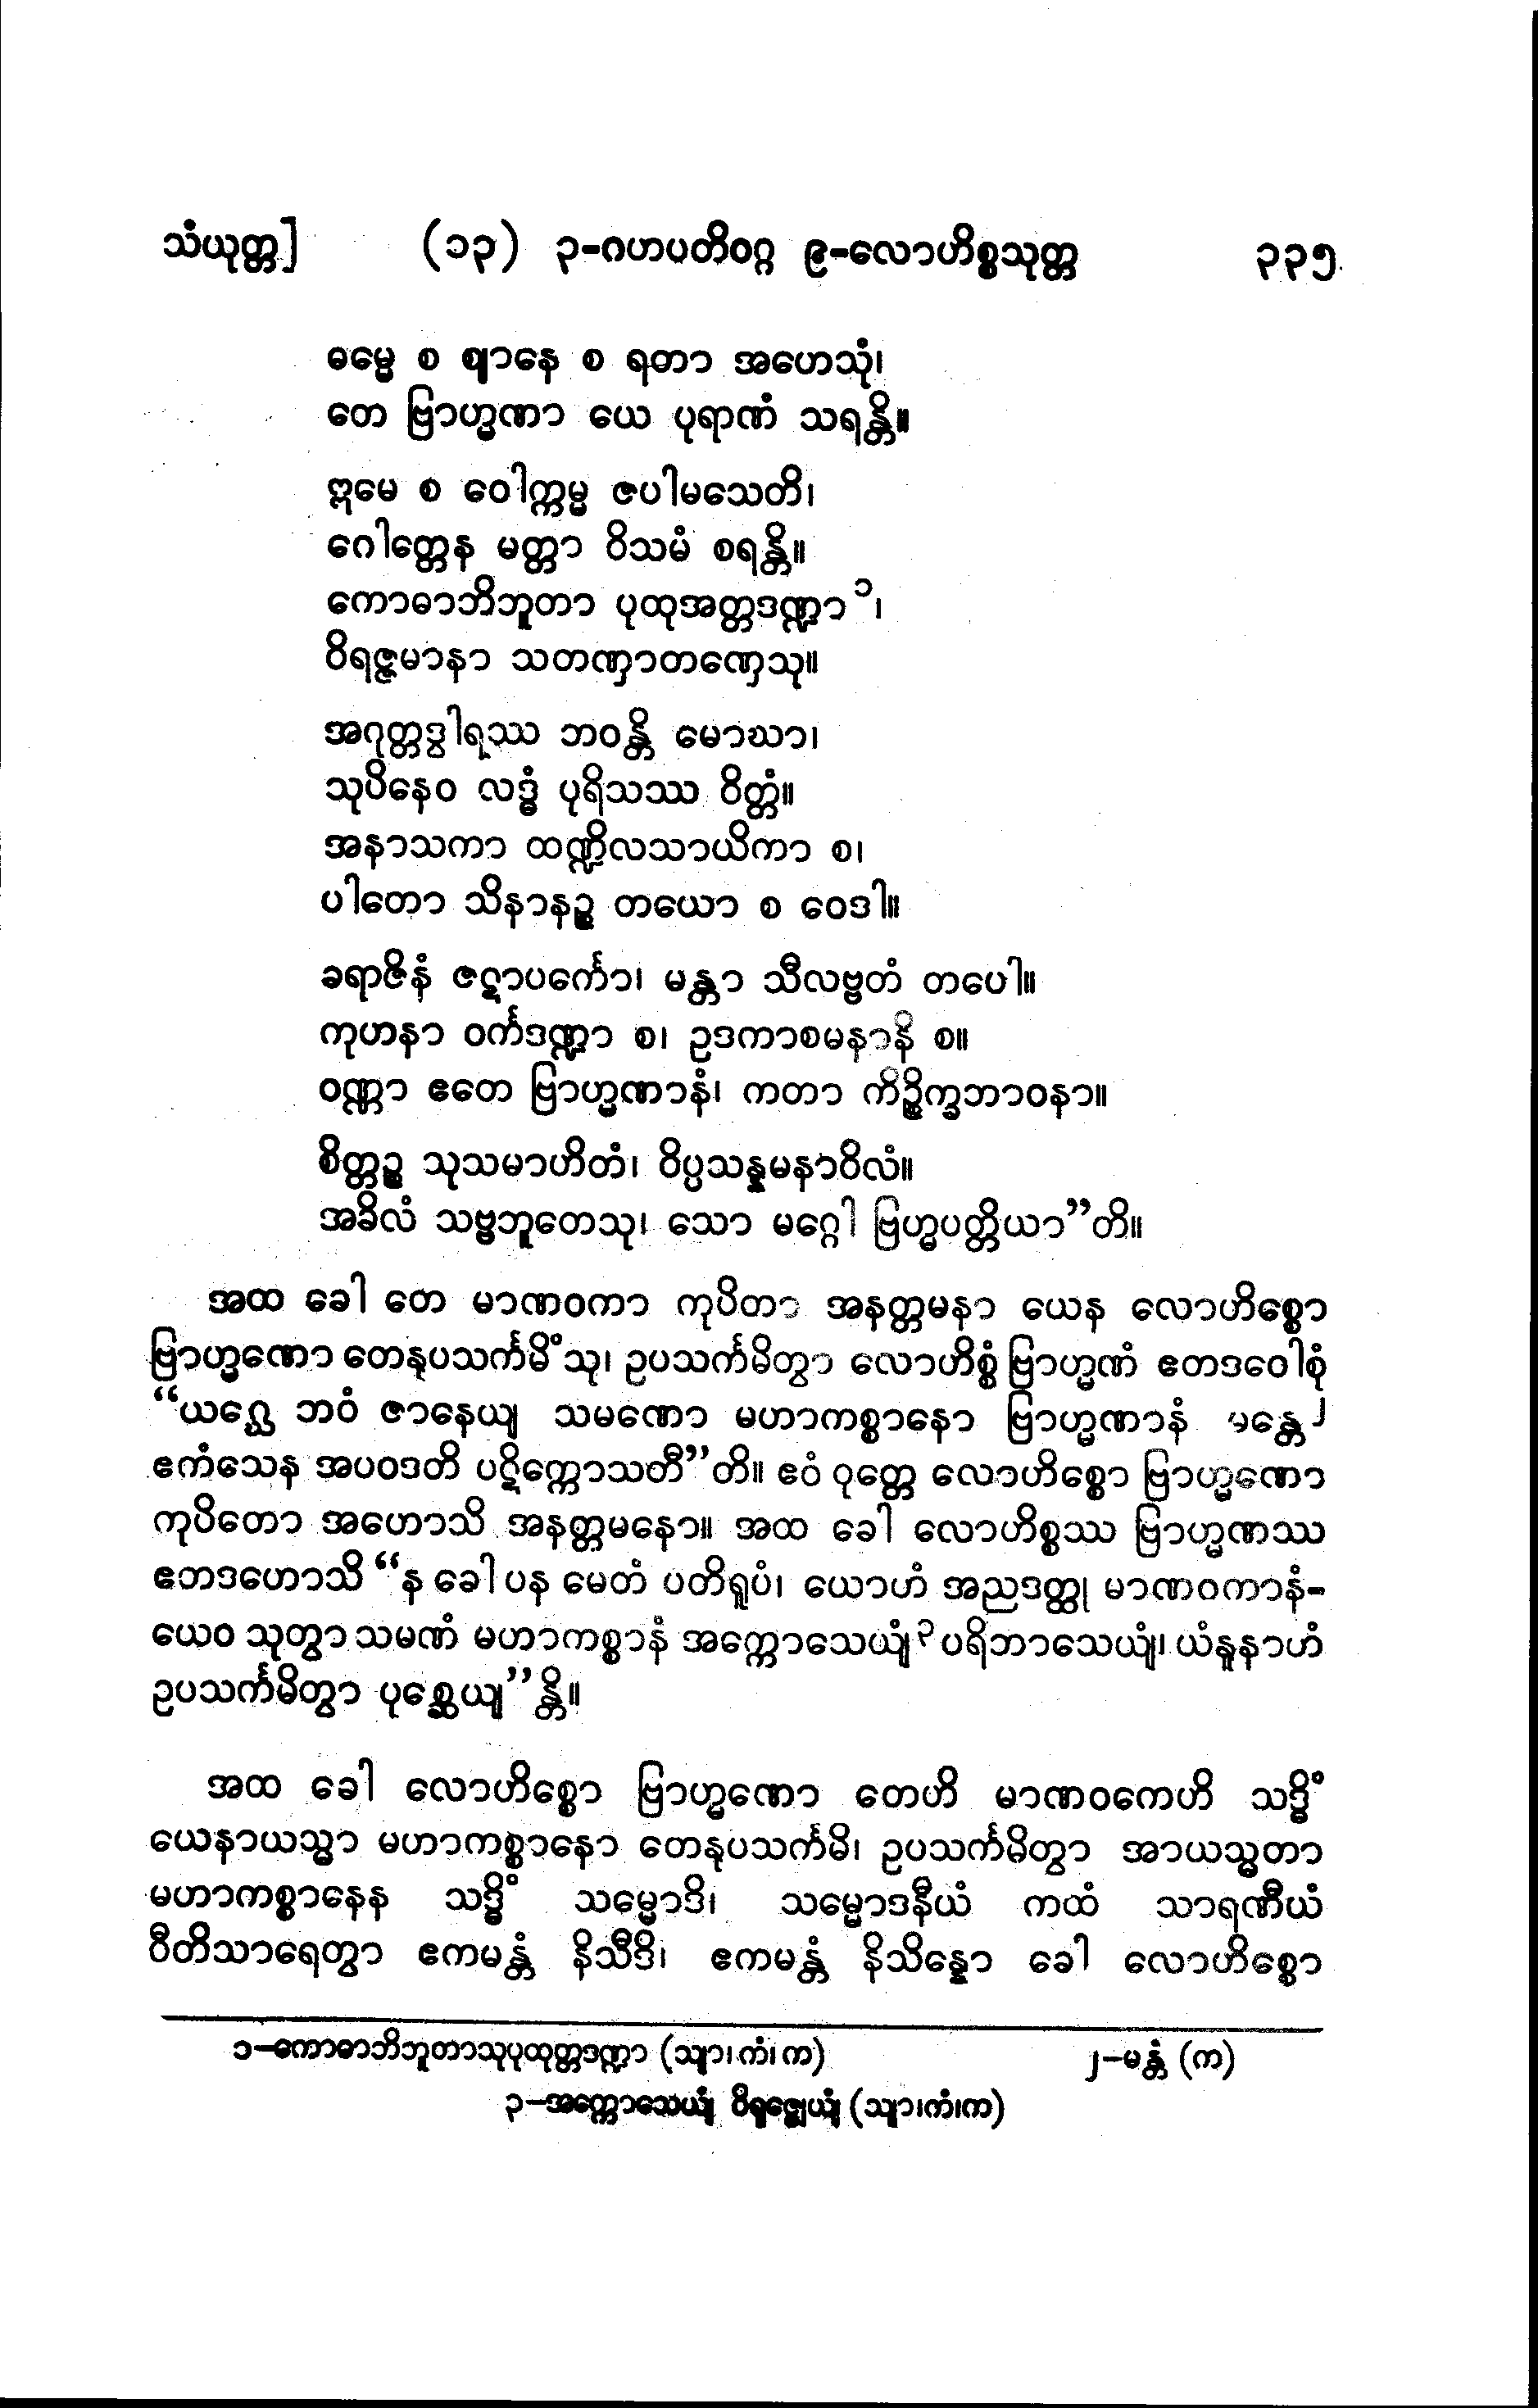 သံယုတ္တ] (၁၃) ၃-ဂဟပတိဝဂ္ဂ ၉-လောဟိစ္စသုတ္တ ၃၃၅
ဓမ္မေ စ ဈာနေ စ ရတာ အဟေသုံ၊
တေ ဗြာဟ္မဏာ ယေ ပုရာဏံ သရန္တိ။
ဣမေ စ ဝေါက္ကမ္မ ဇပါမသေတိ၊
ဂေါတ္တေန မတ္တာ ဝိသမံ စရန္တိ။
ကောဓာဘိဘူတာ ပုထုအတ္တဒဏ္ဍာ ၁၊
ဝိရဇ္ဇမာနာ သတဏှာတဏှေသု။
အဂုတ္တဒွါရဿ ဘဝန္တိ မောဃာ၊
သုပိနေဝ လဒ္ဓံ ပုရိသဿ ဝိတ္တံ။
အနာသကာ ထဏ္ဍိလသာယိကာ စ၊
ပါတော သိနာနဉ္စ တယော စ ဝေဒါ။
ခရာဇိနံ ဇဋာပင်္ကော၊ မန္တာ သီလဗ္ဗတံ တပေါ။
ကုဟနာ ဝင်္ကဒဏ္ဍာ စ၊ ဥဒကာစမနာနိ စ။
ဝဏ္ဏာ ဧတေ ဗြာဟ္မဏာနံ၊ ကတာ ကိဉ္စိက္ခဘာဝနာ။
စိတ္တဉ္စ သုသမာဟိတံ၊ ဝိပ္ပသန္နမနာဝိလံ။
အခိလံ သဗ္ဗဘူတေသု၊ သော မဂ္ဂေါ ဗြဟ္မပတ္တိယာ”တိ။
အထ ခေါ တေ မာဏဝကာ ကုပိတာ အနတ္တမနာ ယေန လောဟိစ္စော
ဗြာဟ္မဏော တေနုပသင်္ကမိံသု၊ ဥပသင်္ကမိတွာ လောဟိစ္စံ ဗြာဟ္မဏံ ဧတဒဝေါစုံ
“ယဂ္ဃေ ဘဝံ ဇာနေယျ သမဏော မဟာကစ္စာနော ဗြာဟ္မဏာနံ မန္တေ ၂
ဧကံသေန အပဝဒတိ ပဋိက္ကောသတီ”တိ။ ဧဝံ ဝုတ္တေ လောဟိစ္စော ဗြာဟ္မဏော
ကုပိတော အဟောသိ အနတ္တမနော။ အထ ခေါ လောဟိစ္စဿ ဗြာဟ္မဏဿ
ဧတဒဟောသိ “န ခေါ ပန မေတံ ပတိရူပံ၊ ယောဟံ အညဒတ္ထု မာဏဝကာနံ-
ယေဝ သုတွာ သမဏံ မဟာကစ္စာနံ အက္ကောသေယျံ ၃ ပရိဘာသေယျံ၊ ယံနူနာဟံ
ဥပသင်္ကမိတွာ ပုစ္ဆေယျ”န္တိ။
အထ ခေါ လောဟိစ္စော ဗြာဟ္မဏော တေဟိ မာဏဝကေဟိ သဒ္ဓိံ
ယေနာယသ္မာ မဟာကစ္စာနော တေနုပသင်္ကမိ၊ ဥပသင်္ကမိတွာ အာယသ္မတာ
မဟာကစ္စာနေန သဒ္ဓိံ သမ္မောဒိ၊ သမ္မောဒနီယံ ကထံ သာရဏီယံ
ဝီတိသာရေတွာ ဧကမန္တံ နိသီဒိ၊ ဧကမန္တံ နိသိန္နော ခေါ လောဟိစ္စော
၁-ကောဓာဘိဘူတာသုပုထုတ္တဒဏ္ဍာ (သျာ၊ကံ၊က) ၂-မန္တံ (က)
၃-အက္ကောသေယျံ ဝိရုဇ္ဈေယျံ (သျာ၊ကံ၊က)